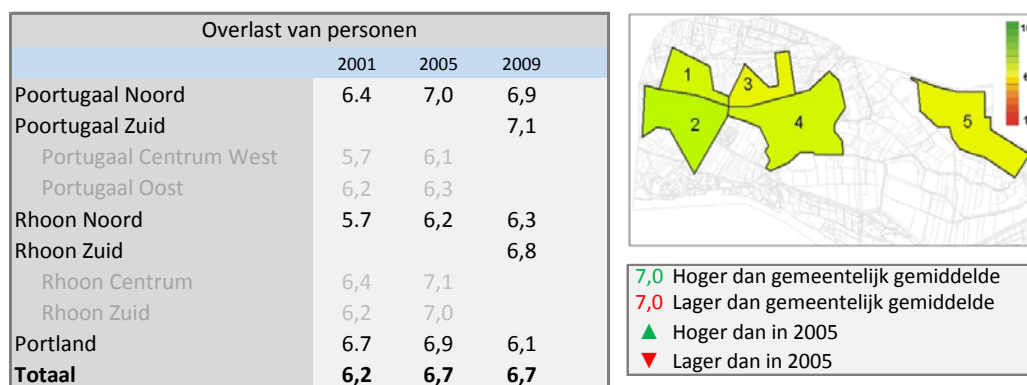 Overlast van personen
2001 2005 2009
Poortugaal Noord 6.4 7,0 6,9
Poortugaal Zuid 7,1
Portugaal Centrum West 5,7 6,1
Portugaal Oost 6,2 6,3
Rhoon Noord 5.7 6,2 6,3
Rhoon Zuid 6,8
Rhoon Centrum 6,4 7,1
Rhoon Zuid 6,2 7,0
Portland 6.7 6,9 6,1
Totaal 6,2 6,7 6,7
1
2
3
4
5
10
6
1
7,0 Hoger dan gemeentelijk gemiddelde
7,0 Lager dan gemeentelijk gemiddelde
▲ Hoger dan in 2005
▼ Lager dan in 2005